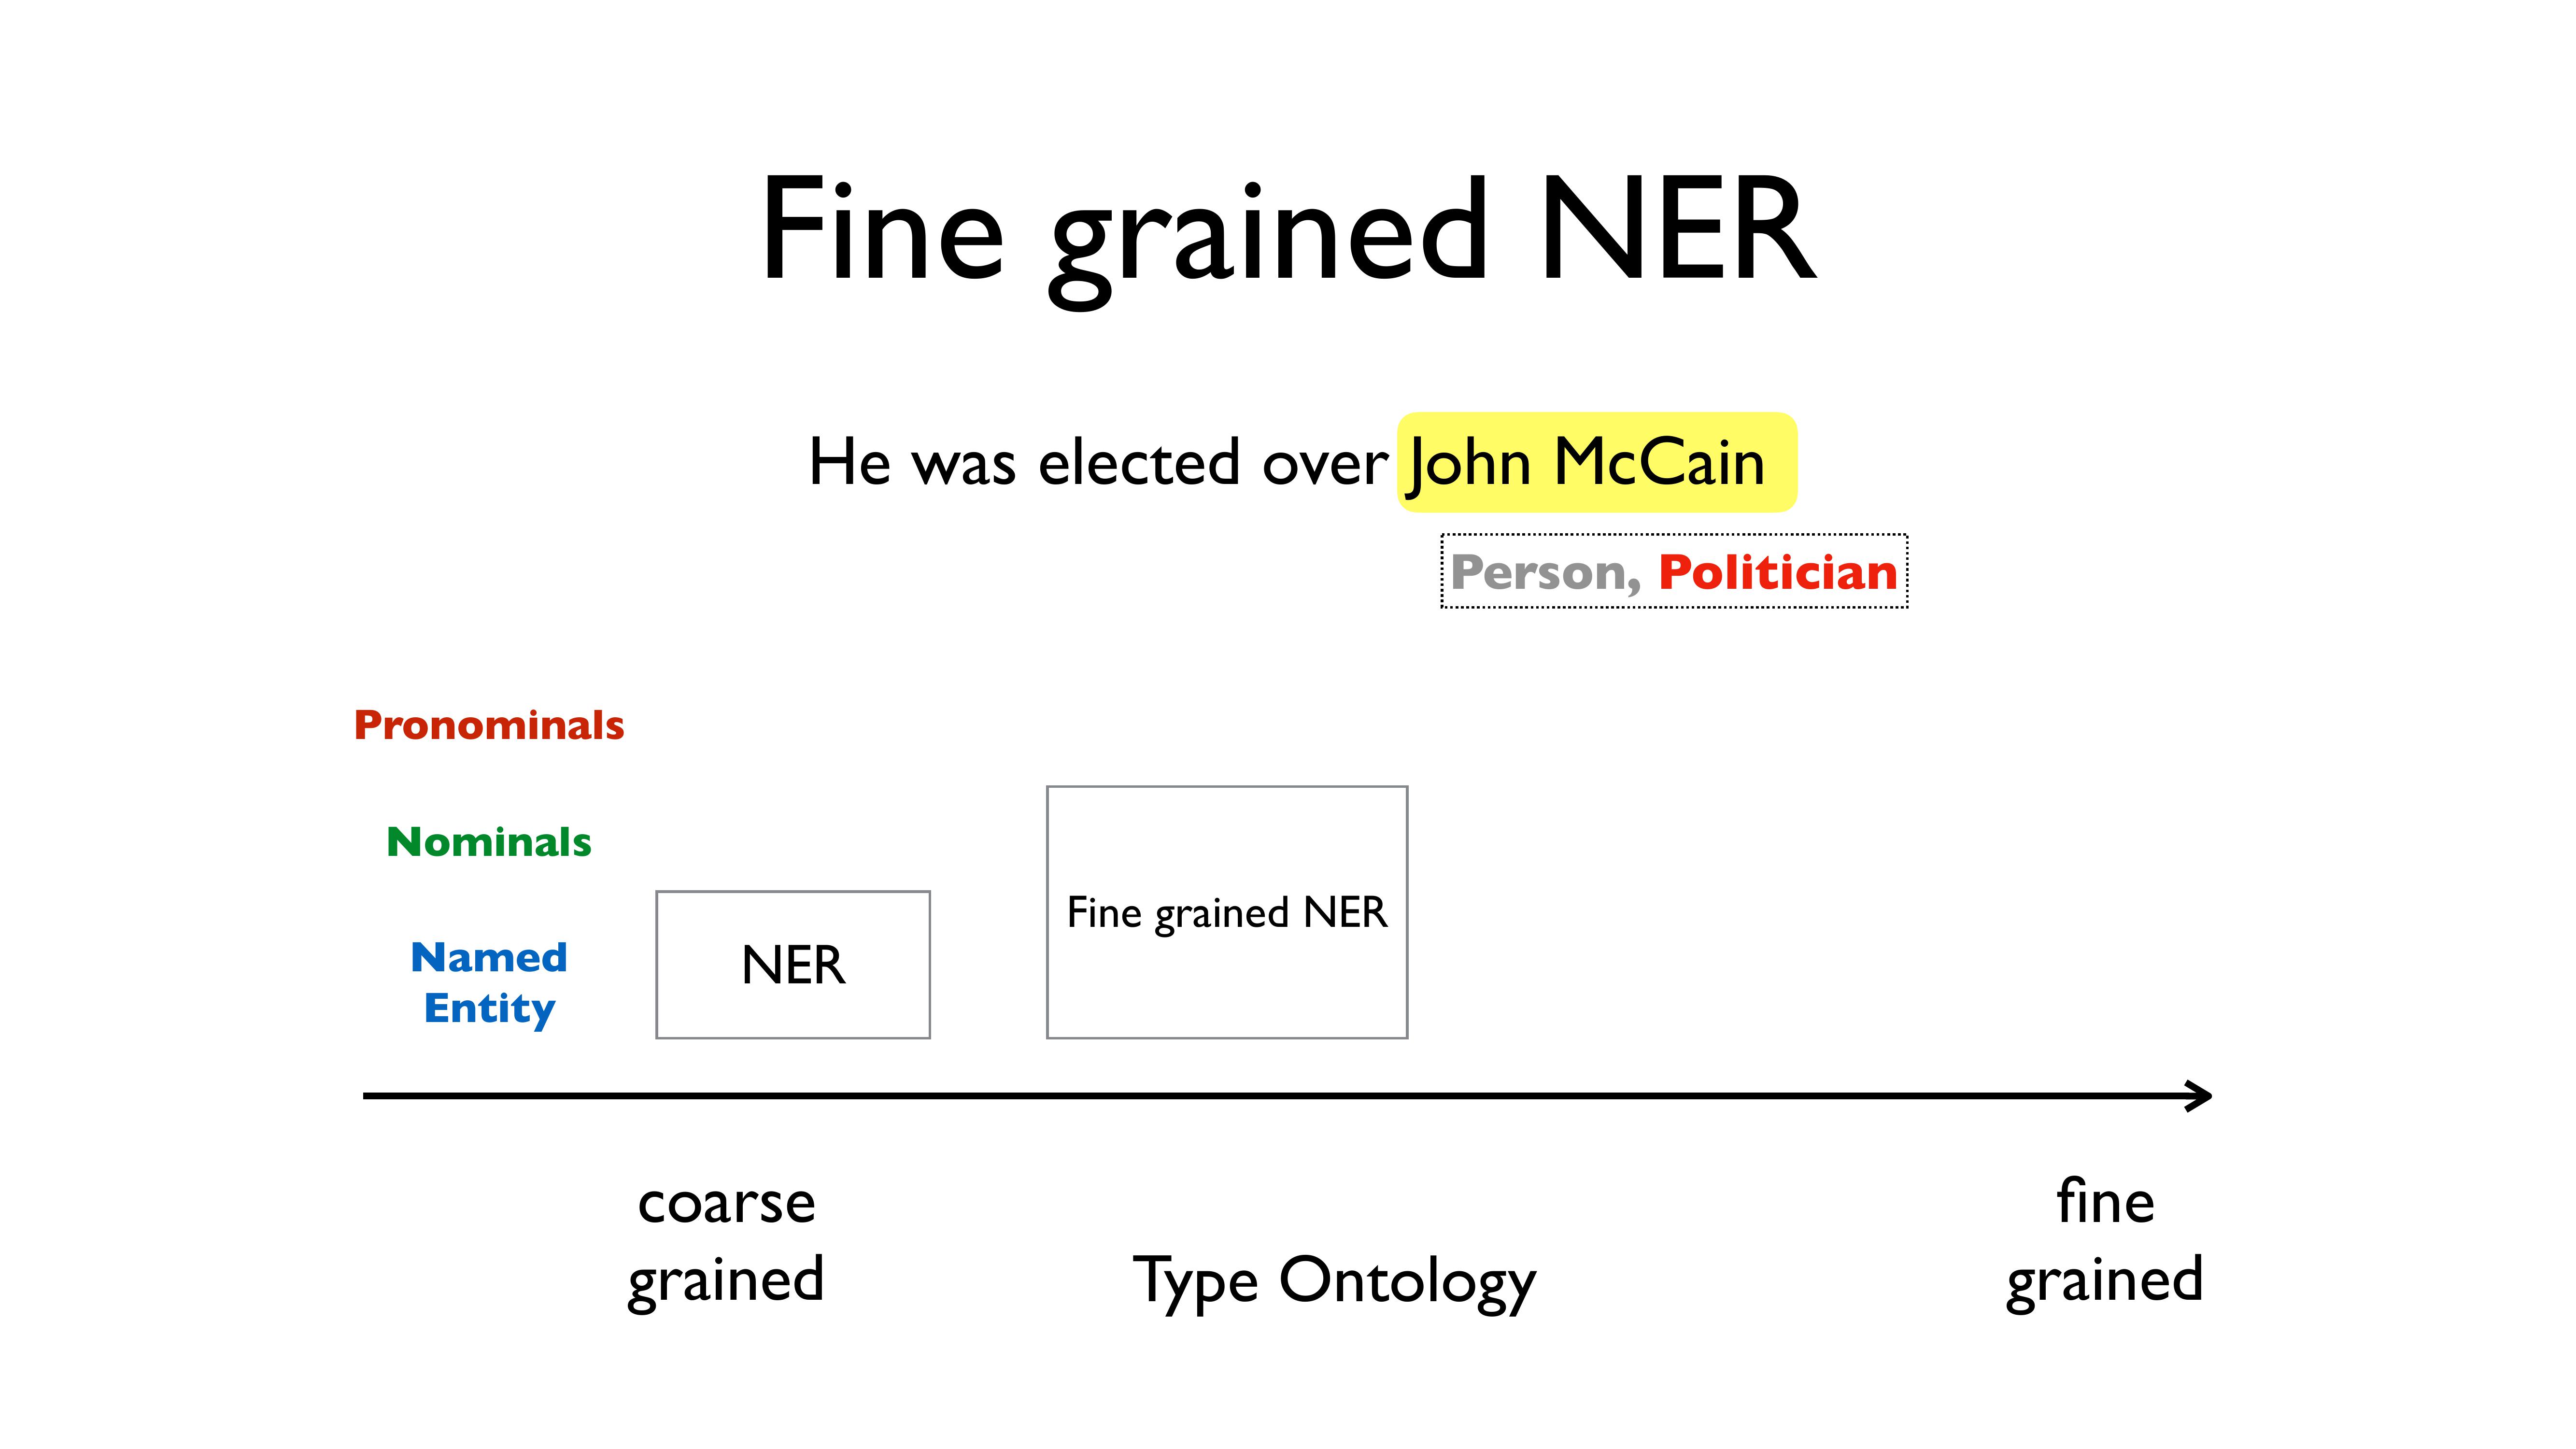 Fine grained NER
He was elected over John McCain
Person, Politician
Pronominals
Nominals
Named
Entity
NER
Fine grained NER
coarse
grained
Type Ontology
fine
grained